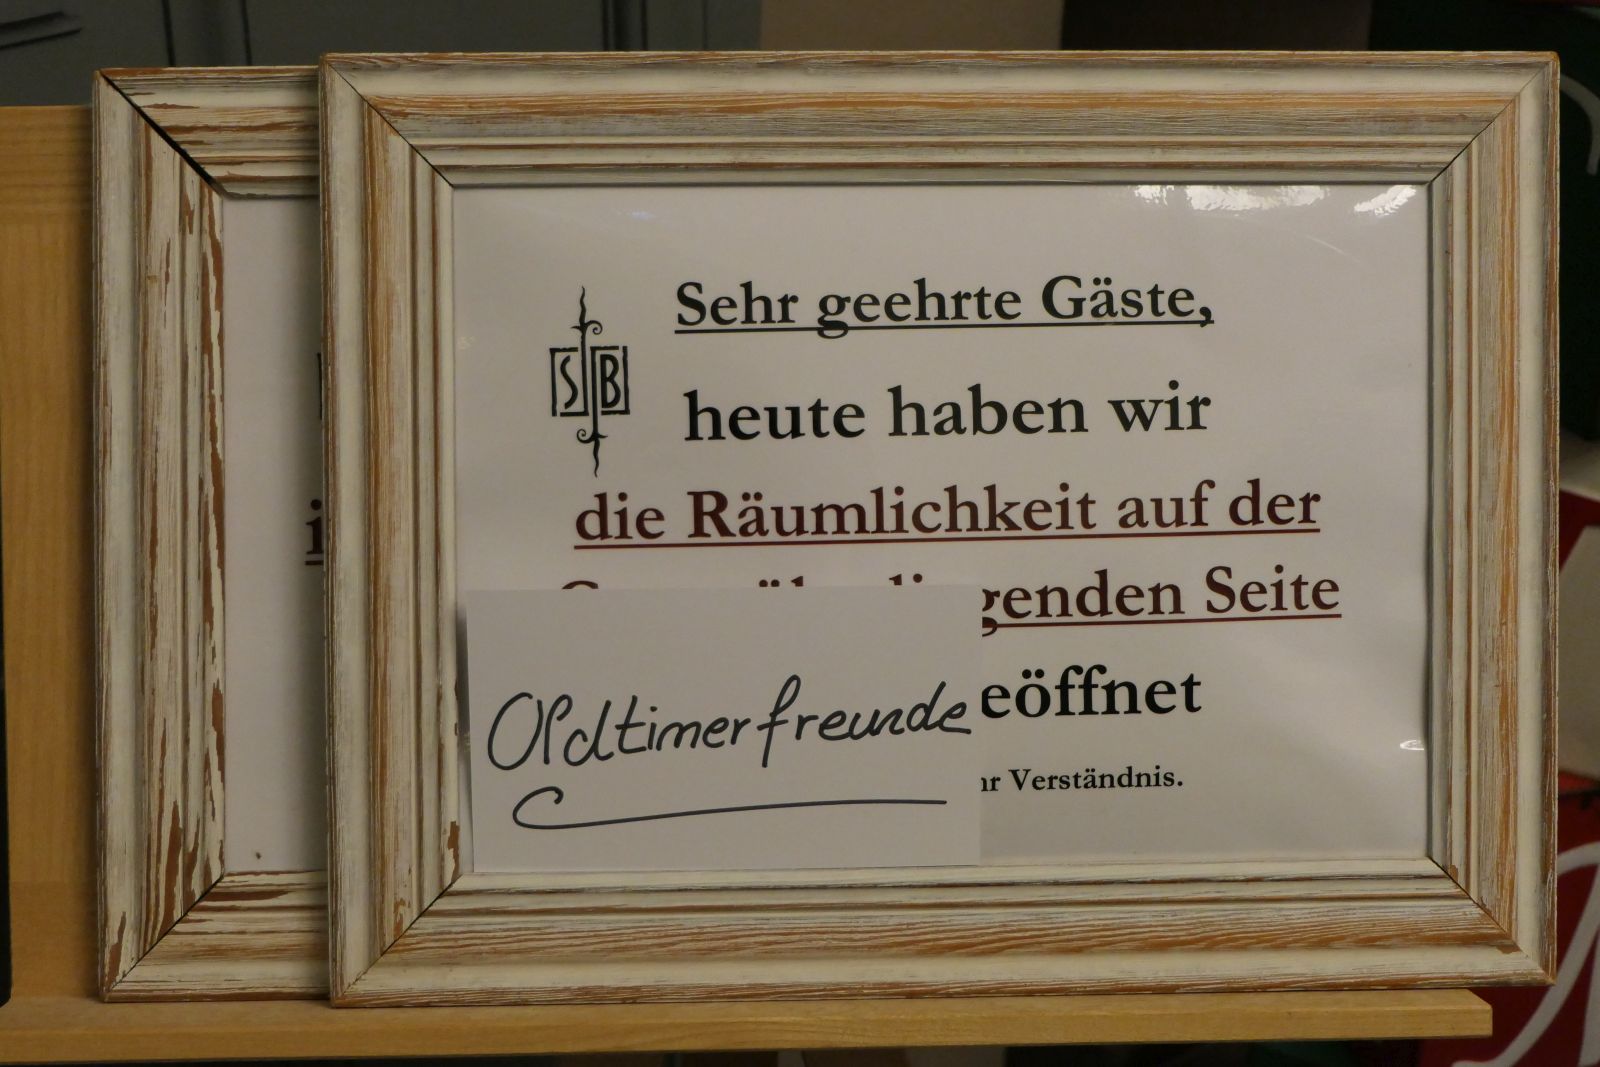 SB
Sehr geehrte Gäste,
heute haben wir
die Räumlichkeit auf der
genden Seite
eöffnet
Verständnis.
Oldtimerfreunde